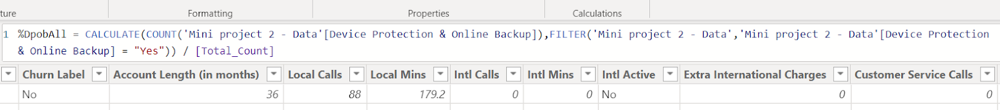 ture Formatting Properties Calculations
1 %DpobAll = CALCULATE(COUNT('Mini project 2 - Data'[Device Protection & Online Backup]),FILTER('Mini project 2 - Data','Mini project 2 - Data'[Device Protection
& Online Backup] = "Yes")) / [Total_Count]
Churn Label Account Length (in months) Local Calls Local Mins Intl Calls Intl Mins Intl Active Extra International Charges Customer Service Calls
No 36 88 179.2 0 0 No 0 0